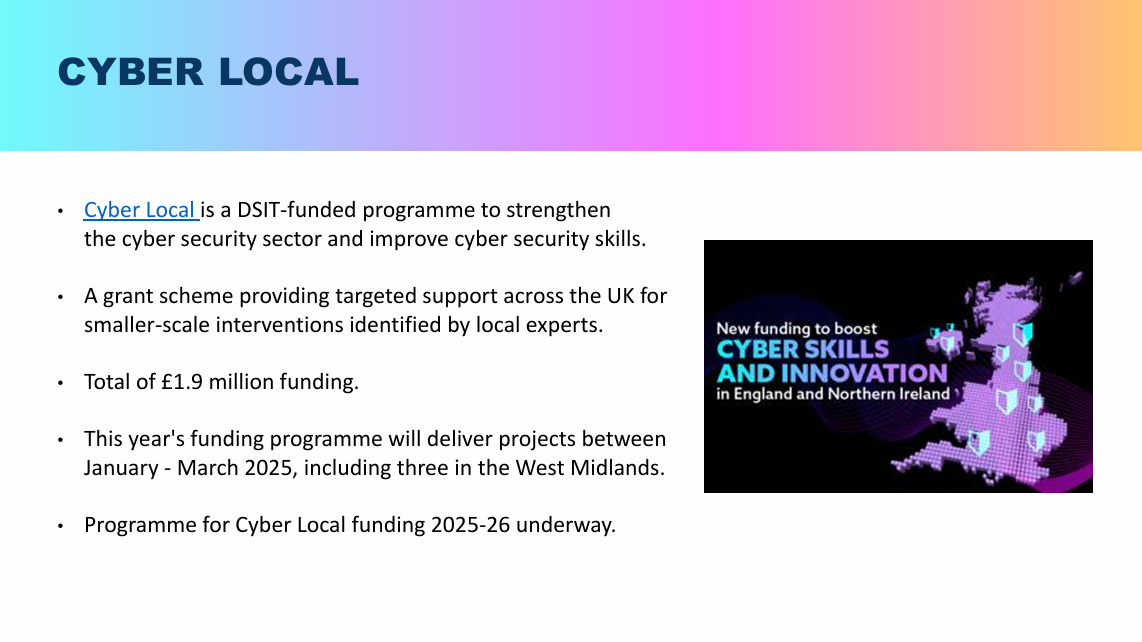 CYBER LOCAL
• Cyber Local is a DSIT-funded programme to strengthen
the cyber security sector and improve cyber security skills.
• A grant scheme providing targeted support across the UK for
smaller-scale interventions identified by local experts.
• Total of £1.9 million funding.
• This year's funding programme will deliver projects between
January - March 2025, including three in the West Midlands.
• Programme for Cyber Local funding 2025-26 underway.
New funding to boost
CYBER SKILLS
AND INNOVATION
in England and Northern Ireland